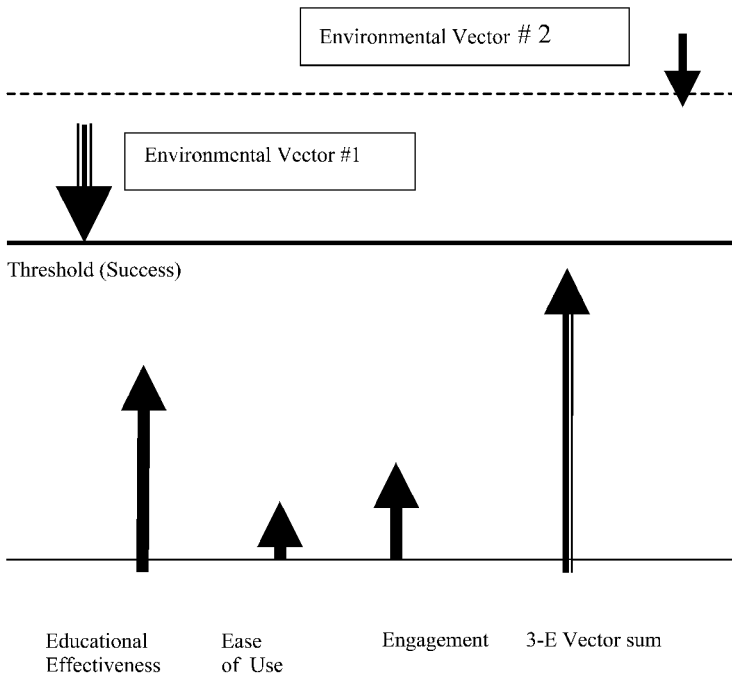 Environmental Vector # 2
Environmental Vector #1
Threshold (Success)
Educational
Effectiveness
Ease
of Use
Engagement
3-E Vector sum